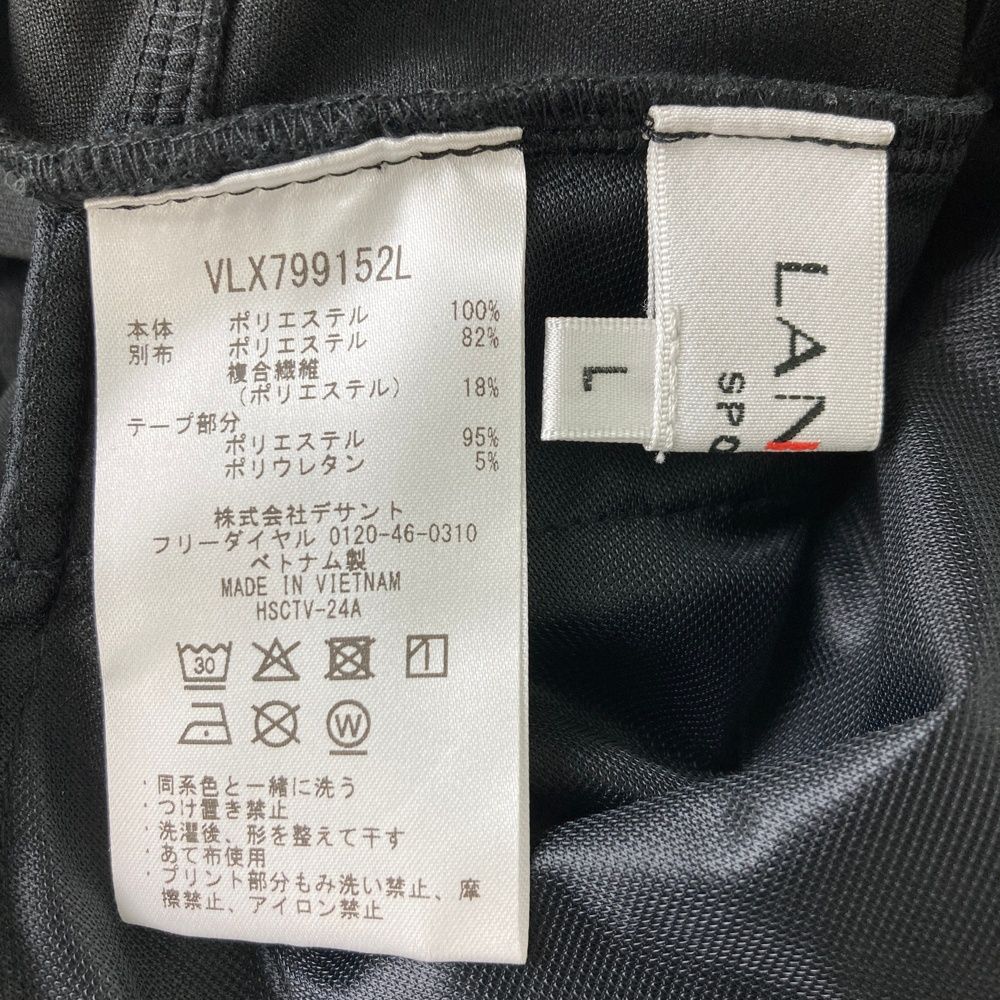 VLX799152L
本体 ポリエステル 100%
別布 ポリエステル 82%
複合繊維
(ポリエステル) 18%
テープ部分
ポリエステル 95%
ポリウレタン 5%
株式会社デサント
フリーダイヤル 0120-46-0310
ベトナム製
MADE IN VIETNAM
HSCTV-24A
30
W
・同系色と一緒に洗う
・つけ置き禁止
・洗濯後、形を整えて干す
・あて布使用
・プリント部分もみ洗い禁止、摩
擦禁止、アイロン禁止
L
LAN
SPO